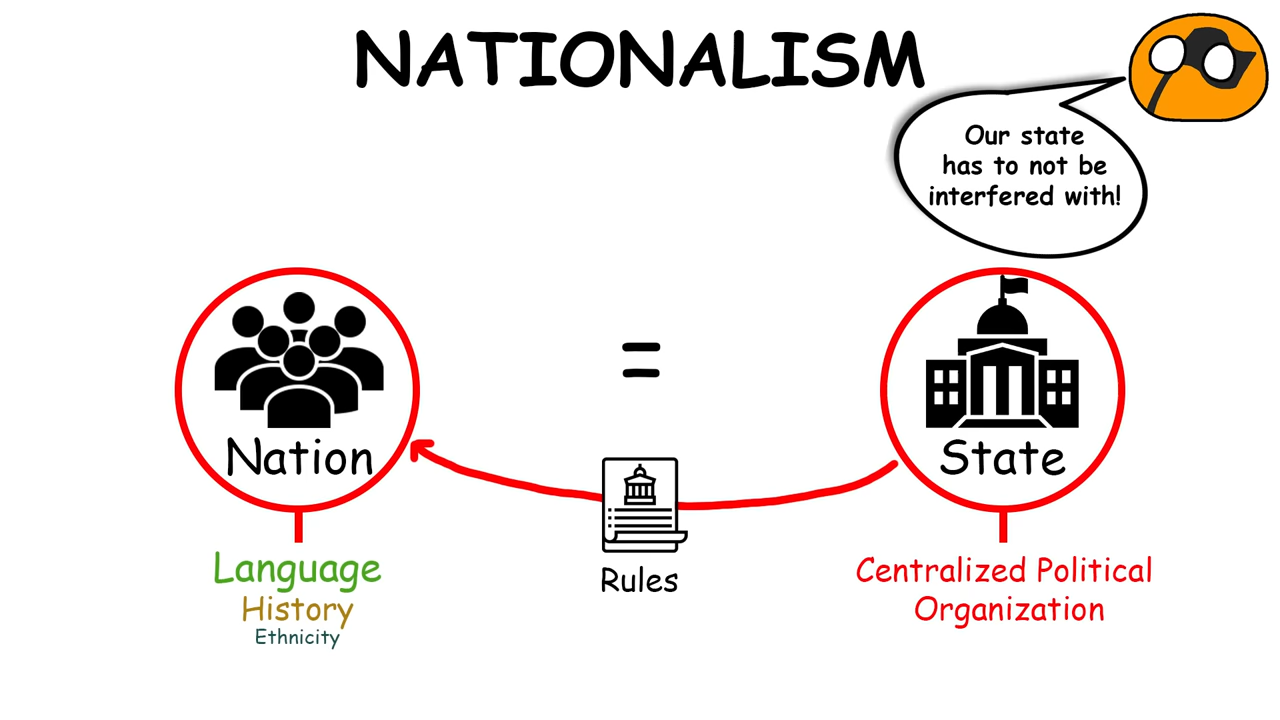 NATIONALISM
Our state
has to not be
interfered with!
=
Nation
State
Rules
Language
History
Ethnicity
Centralized Political
Organization